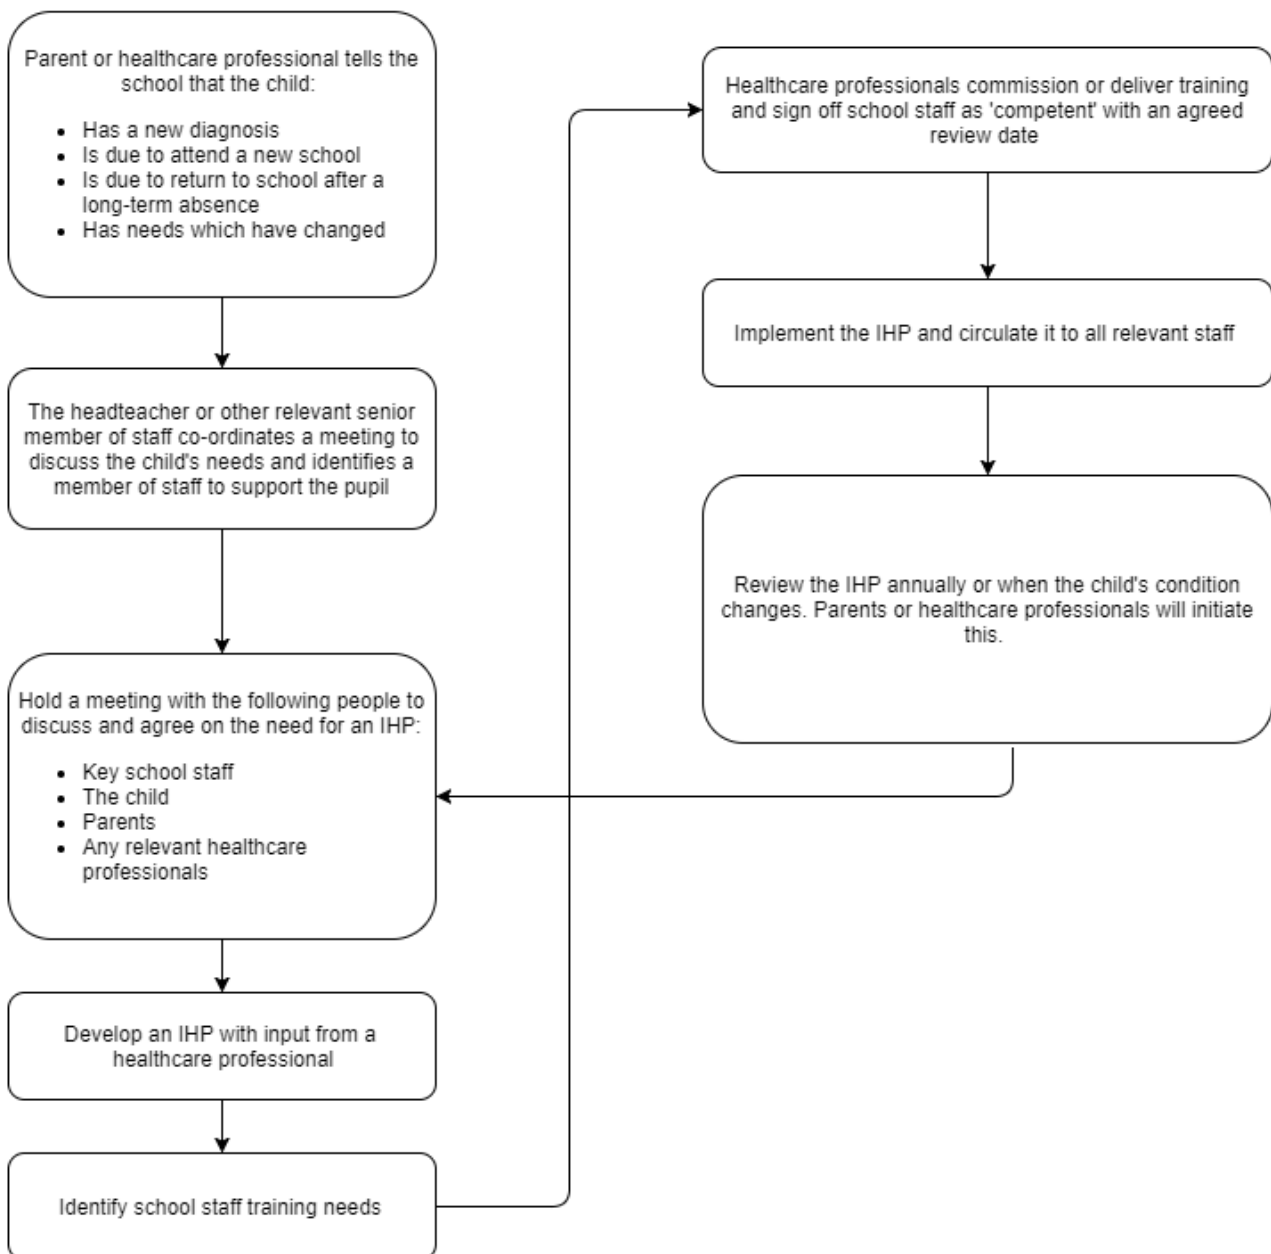 Parent or healthcare professional tells the
school that the child:
• Has a new diagnosis
• Is due to attend a new school
• Is due to return to school after a
long-term absence
• Has needs which have changed
The headteacher or other relevant senior
member of staff co-ordinates a meeting to
discuss the child's needs and identifies a
member of staff to support the pupil
Hold a meeting with the following people to
discuss and agree on the need for an IHP:
• Key school staff
• The child
• Parents
• Any relevant healthcare
professionals
Develop an IHP with input from a
healthcare professional
Identify school staff training needs
Healthcare professionals commission or deliver training
and sign off school staff as 'competent' with an agreed
review date
Implement the IHP and circulate it to all relevant staff
Review the IHP annually or when the child's condition
changes. Parents or healthcare professionals will initiate
this.